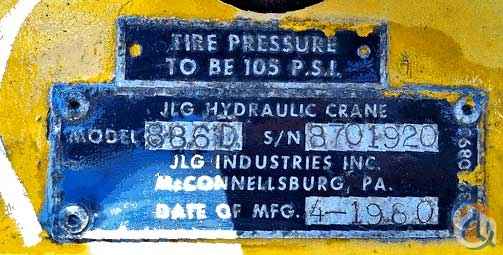 TIRE PRESSURE
TO BE 105 P.S.I.
JLG HYDRAULIC CRANE
MODEL 886D S/N 8701920
JLG INDUSTRIES INC.
McCONNELLSBURG, PA.
DATE OF MFG. 4-1980